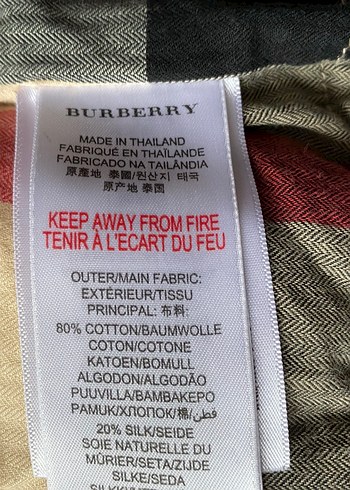 BURBERRY
MADE IN THAILAND
FABRIQUÉ EN THAÏLANDE
FABRICADO NA TAILÂNDIA
原產地 泰國/원산지 태국
原产地 泰国
KEEP AWAY FROM FIRE
TENIR À L'ECART DU FEU
OUTER/MAIN FABRIC:
EXTÉRIEUR/TISSU
PRINCIPAL: 布料:
80% COTTON/BAUMWOLLE
COTON/COTONE
KATOEN/BOMULL
ALGODON/ALGODÃO
PUUVILLA/BAMBAKEPO
PAMUK/ХЛОПОК/棉/قطن
20% SILK/SEIDE
SOIE NATURELLE DU
MÛRIER/SETA/ZIJDE
SILKE/SEDA